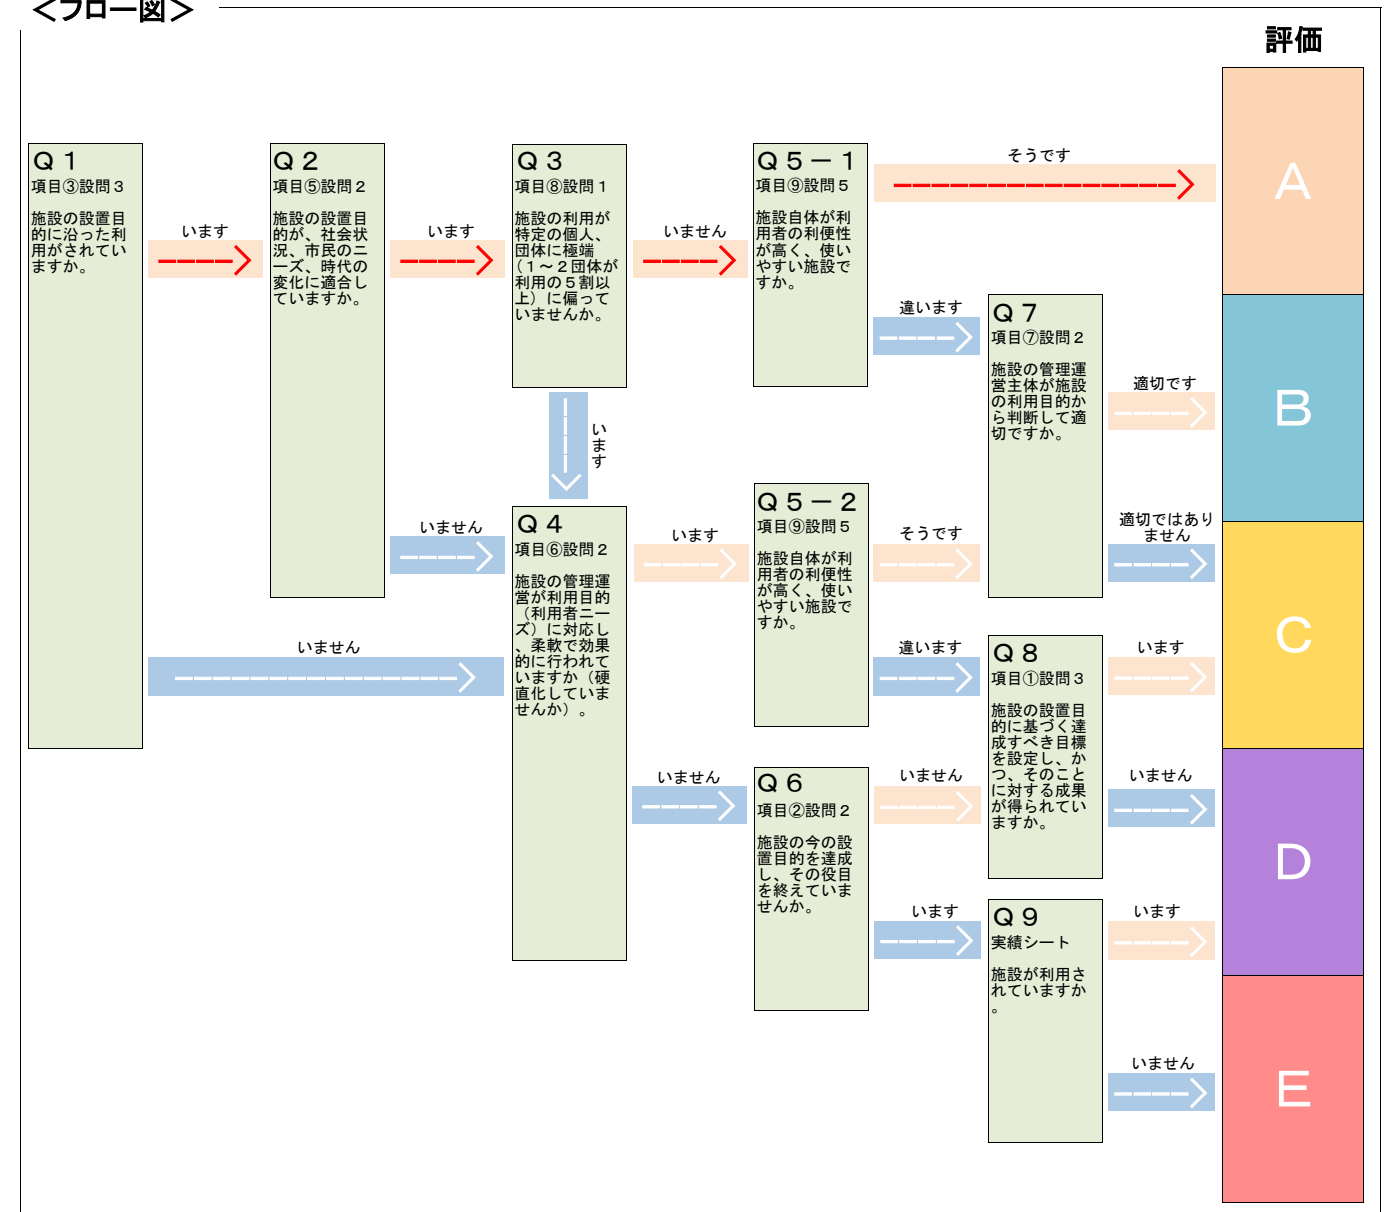 ＜フロー図＞
評価
Ｑ１
項目③設問３
施設の設置目
的に沿った利
用がされてい
ますか。
います
いません
Ｑ２
項目⑤設問２
施設の設置目
的が、社会状
況、市民のニ
ーズ、時代の
変化に適合し
ていますか。
います
いません
Ｑ３
項目⑧設問１
施設の利用が
特定の個人、
団体に極端
（１～２団体が
利用の５割以
上）に偏って
いませんか。
いません
います
Ｑ４
項目⑥設問２
施設の管理運
営が利用目的
（利用者ニー
ズ）に対応し
、柔軟で効果
的に行われて
いますか（硬
直化していま
せんか）。
います
いません
Ｑ５－１
項目⑨設問５
施設自体が利
用者の利便性
が高く、使い
やすい施設で
すか。
そうです
違います
Ｑ５－２
項目⑨設問５
施設自体が利
用者の利便性
が高く、使い
やすい施設で
すか。
そうです
違います
Ｑ６
項目②設問２
施設の今の設
置目的を達成
し、その役目
を終えていま
せんか。
いません
います
Ｑ７
項目⑦設問２
施設の管理運
営主体が施設
の利用目的か
ら判断して適
切ですか。
適切です
適切ではあり
ません
Ｑ８
項目①設問３
施設の設置目
的に基づく達
成すべき目標
を設定し、か
つ、そのこと
に対する成果
が得られてい
ますか。
います
いません
Ｑ９
実績シート
施設が利用さ
れていますか
。
います
いません
Ａ
Ｂ
Ｃ
Ｄ
Ｅ